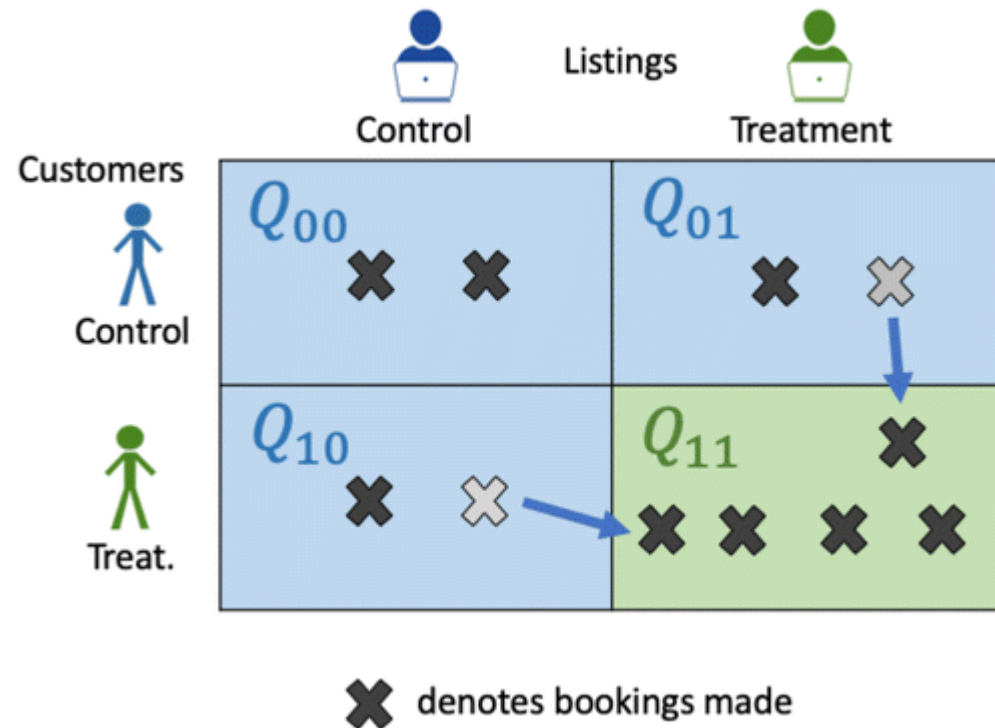 Listings
Control Treatment
Customers
Q₀₀ Q₀₁
Control
Q₁₀ Q₁₁
Treat.
denotes bookings made